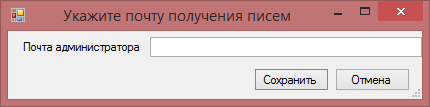 Укажите почту получения писем
Почта администратора
Сохранить Отмена